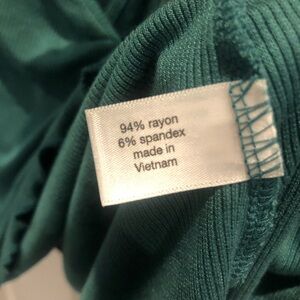 94% rayon
6% spandex
made in
Vietnam